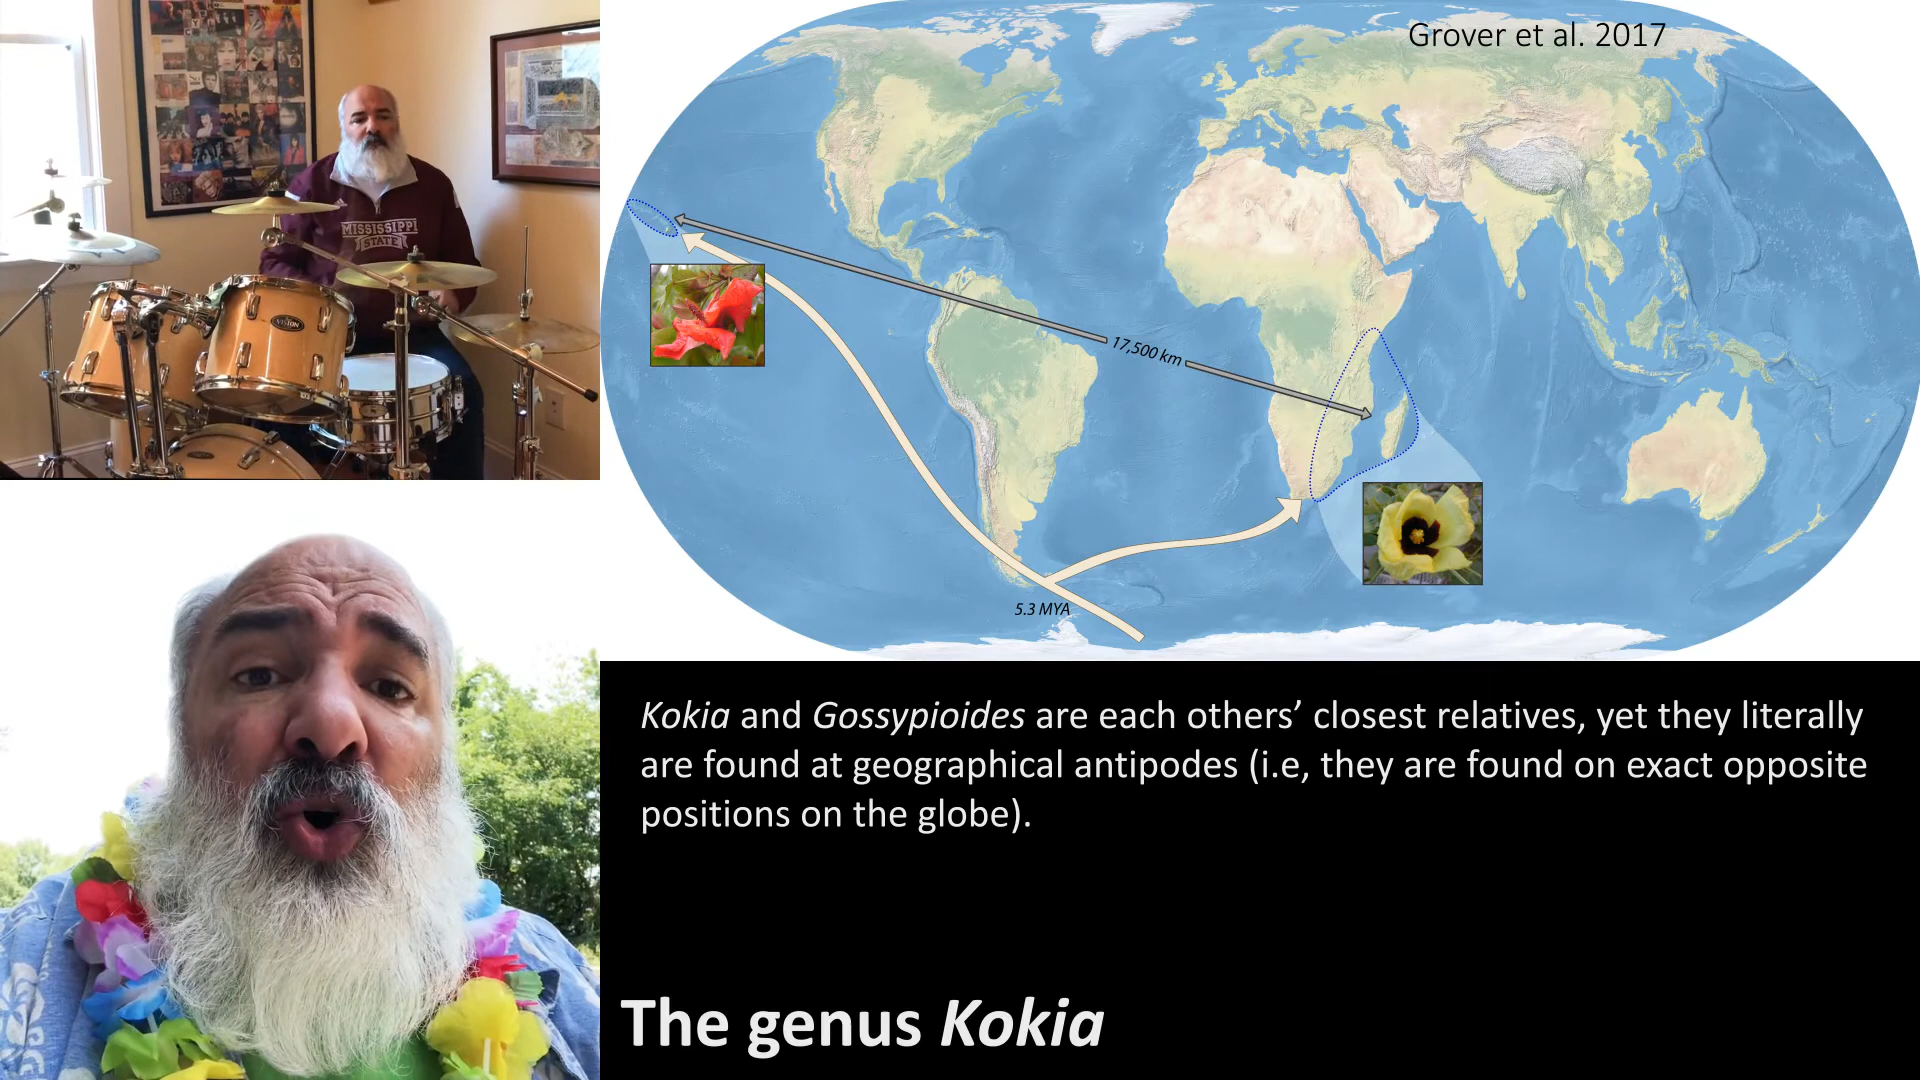 MISSISSIPPI
STATE
VISION
Grover et al. 2017
17,500 km
5.3 MYA
Kokia and Gossypioides are each others’ closest relatives, yet they literally
are found at geographical antipodes (i.e, they are found on exact opposite
positions on the globe).
The genus Kokia